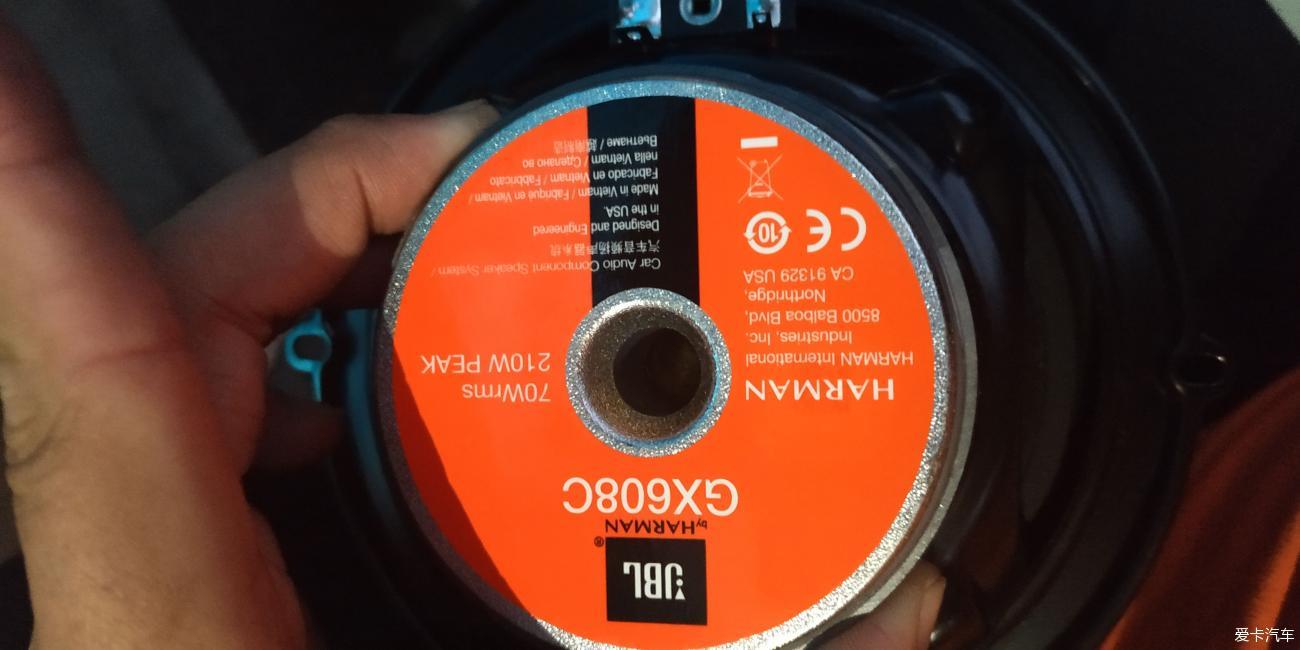 JBL
®
by HARMAN
GX608C
HARMAN
HARMAN International
Industries, Inc.
8500 Balboa Blvd,
Northridge,
CA 91329 USA
CE
10
70Wrms
210W PEAK
Car Audio Component Speaker System /
汽车音频扬声器系统
Designed and Engineered
in the USA.
Made in Vietnam / Fabriqué en Vietnam /
Fabricado en Vietnam / Fabbricato
nella Vietnam / Сделано во
Вьетнаме / 越南制造
爱卡汽车